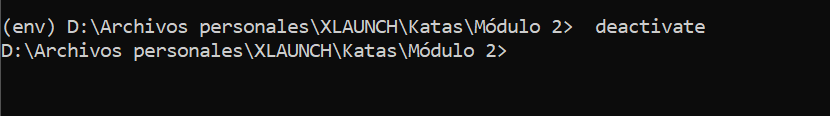 (env) D:\Archivos personales\XLAUNCH\Katas\Módulo 2>  deactivate
D:\Archivos personales\XLAUNCH\Katas\Módulo 2>